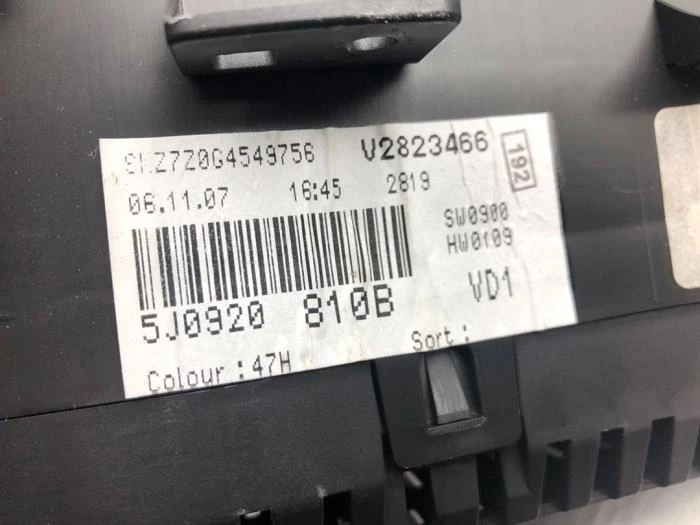 SKZ7Z0G4549756 V2823466 192
06.11.07 16:45 2819
SW0900
HW0109
5J0920 810B VD1
Colour : 47H Sort :